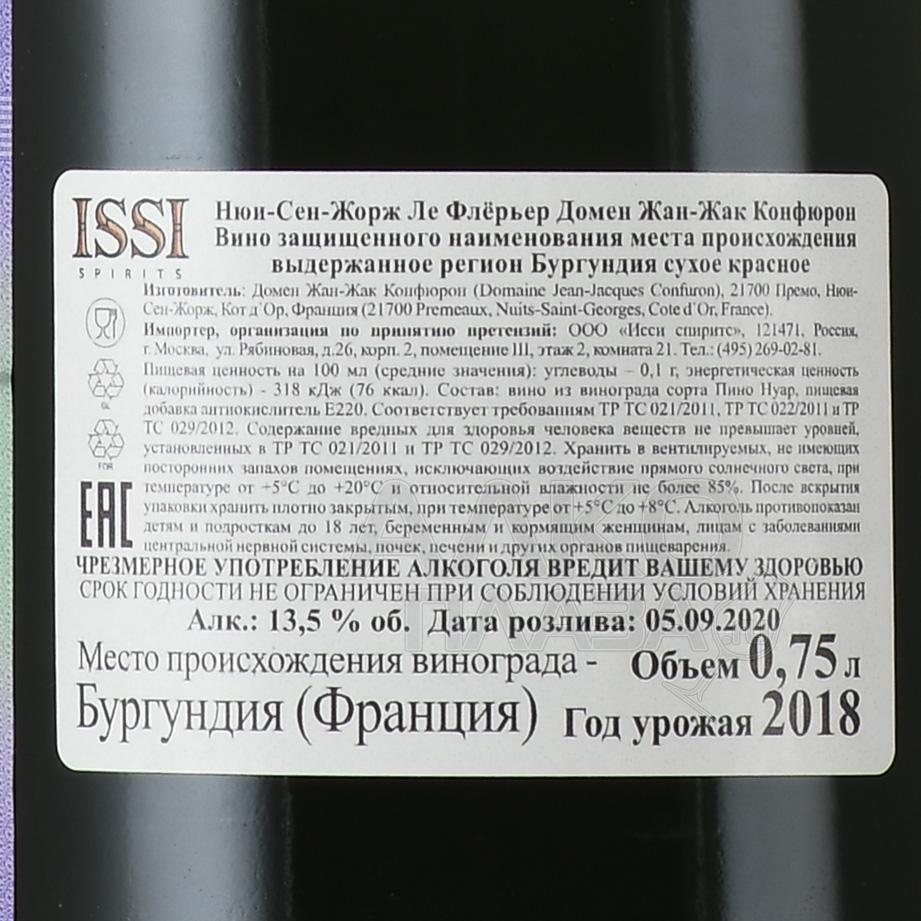 ISSI
SPIRITS
Нюи-Сен-Жорж Ле Флёрьер Домен Жан-Жак Конфюрон
Вино защищенного наименования места происхождения
выдержанное регион Бургундия сухое красное
Изготовитель: Домен Жан-Жак Конфюрон (Domaine Jean-Jacques Confuron), 21700 Премо, Нюи-
Сен-Жорж, Кот д'Ор, Франция (21700 Premeaux, Nuits-Saint-Georges, Cote d'Or, France).
Импортер, организация по принятию претензий: ООО «Исси спиритс», 121471, Россия,
г. Москва, ул. Рябиновая, д.26, корп. 2, помещение III, этаж 2, комната 21. Тел.: (495) 269-02-81.
Пищевая ценность на 100 мл (средние значения): углеводы – 0,1 г, энергетическая ценность
(калорийность) - 318 кДж (76 ккал). Состав: вино из винограда сорта Пино Нуар, пищевая
добавка антиокислитель Е220. Соответствует требованиям ТР ТС 021/2011, ТР ТС 022/2011 и ТР
ТС 029/2012. Содержание вредных для здоровья человека веществ не превышает уровней,
установленных в ТР ТС 021/2011 и ТР ТС 029/2012. Хранить в вентилируемых, не имеющих
посторонних запахов помещениях, исключающих воздействие прямого солнечного света, при
температуре от +5°С до +20°С и относительной влажности не более 85%. После вскрытия
упаковки хранить плотно закрытым, при температуре от +5°С до +8°С. Алкоголь противопоказан
детям и подросткам до 18 лет, беременным и кормящим женщинам, лицам с заболеваниями
центральной нервной системы, почек, печени и других органов пищеварения.
GL
FOR
EAC
ЧРЕЗМЕРНОЕ УПОТРЕБЛЕНИЕ АЛКОГОЛЯ ВРЕДИТ ВАШЕМУ ЗДОРОВЬЮ
СРОК ГОДНОСТИ НЕ ОГРАНИЧЕН ПРИ СОБЛЮДЕНИИ УСЛОВИЙ ХРАНЕНИЯ
Алк.: 13,5 % об. Дата розлива: 05.09.2020
Место происхождения винограда - Объем 0,75 л
Бургундия (Франция) Год урожая 2018